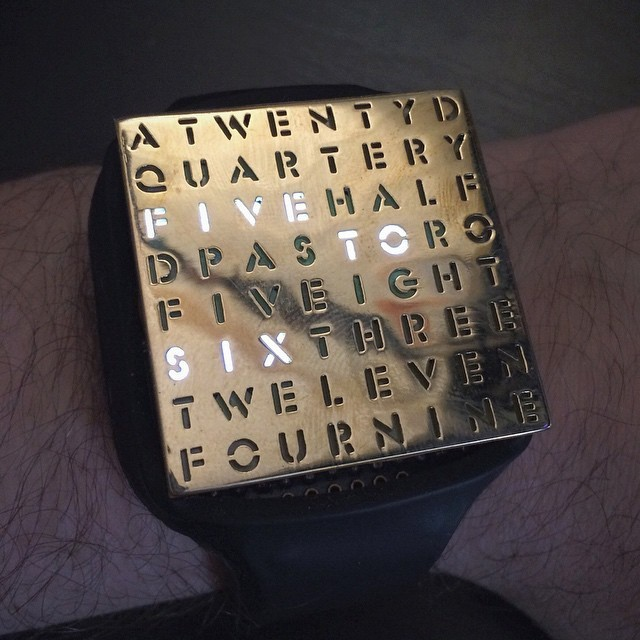 ATWENTYD
QUARTERY
FIVEHALF
DPASTORO
FIVEIGHT
SIXTHREE
TWELEVEN
FOURNINE